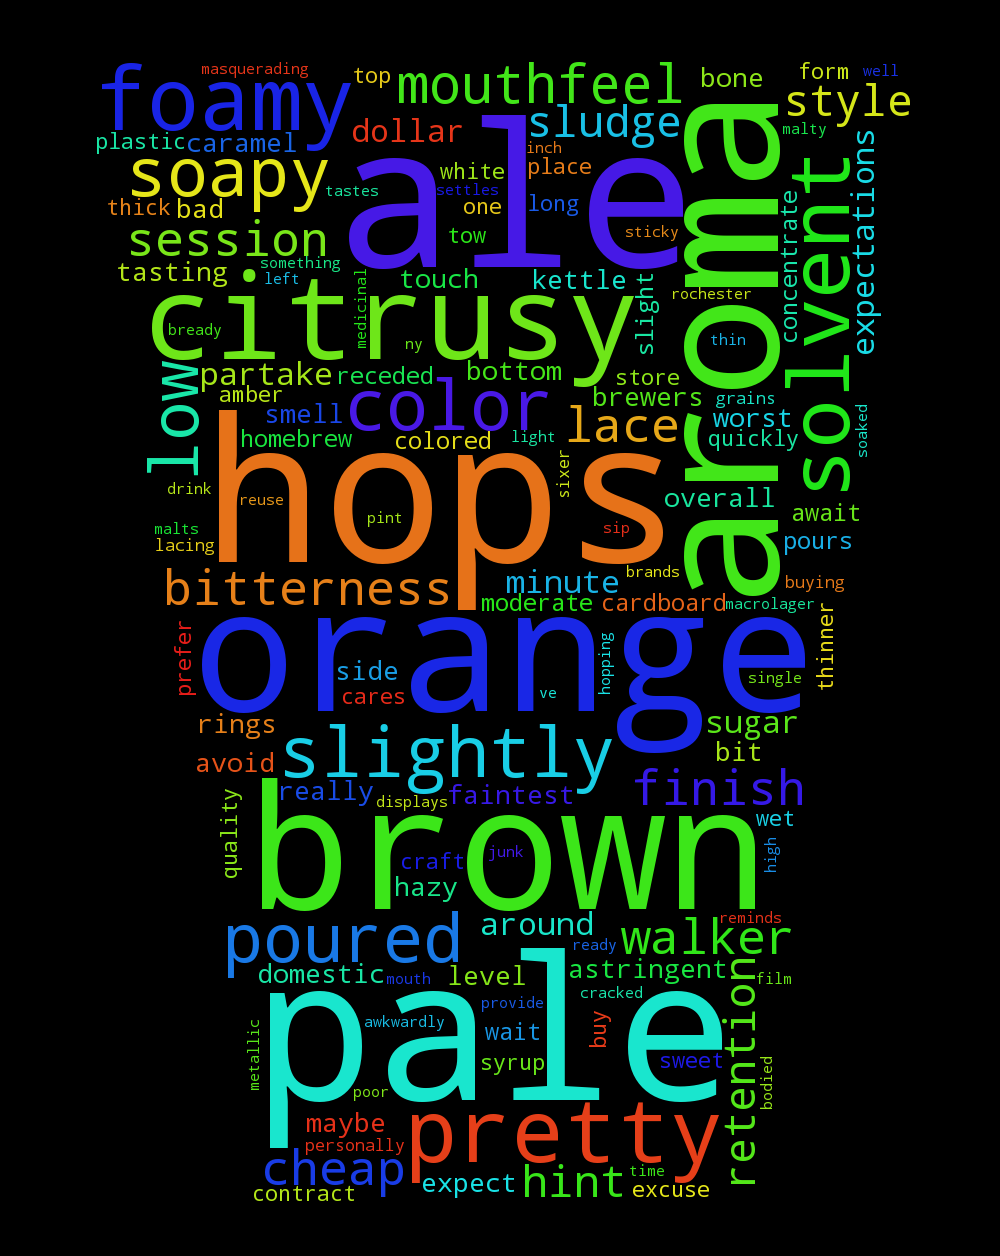 masquerading
top
mouthfeel
bone
form
well
foamy
style
dollar
sludge
malty
plastic
caramel
ale
inch
aroma
soapy
white
place
tastes
settles
solvent
expectations
thick
bad
one
long
concentrate
session
tow
sticky
tasting
something
left
touch
kettle
slight
rochester
citrusy
medicinal
bready
ny
thin
low
partake
receded
bottom
store
amber
color
brewers
grains
smell
lace
worst
homebrew
colored
light
quickly
soaked
hops
sixer
drink
reuse
overall
pint
sip
await
malts
lacing
pours
bitterness
minute
brands
buying
moderate
cardboard
macrolager
orange
prefer
side
cares
ve
hopping
single
thinner
rings
slightly
sugar
avoid
bit
really
displays
faintest
finish
quality
brown
wet
craft
junk
high
hazy
poured
around
walker
reminds
ready
domestic
mouth
level
astringent
film
pale
cracked
provide
retention
awkwardly
wait
buy
metallic
syrup
sweet
bodied
poor
maybe
pretty
personally
cheap
expect
hint
time
contract
excuse